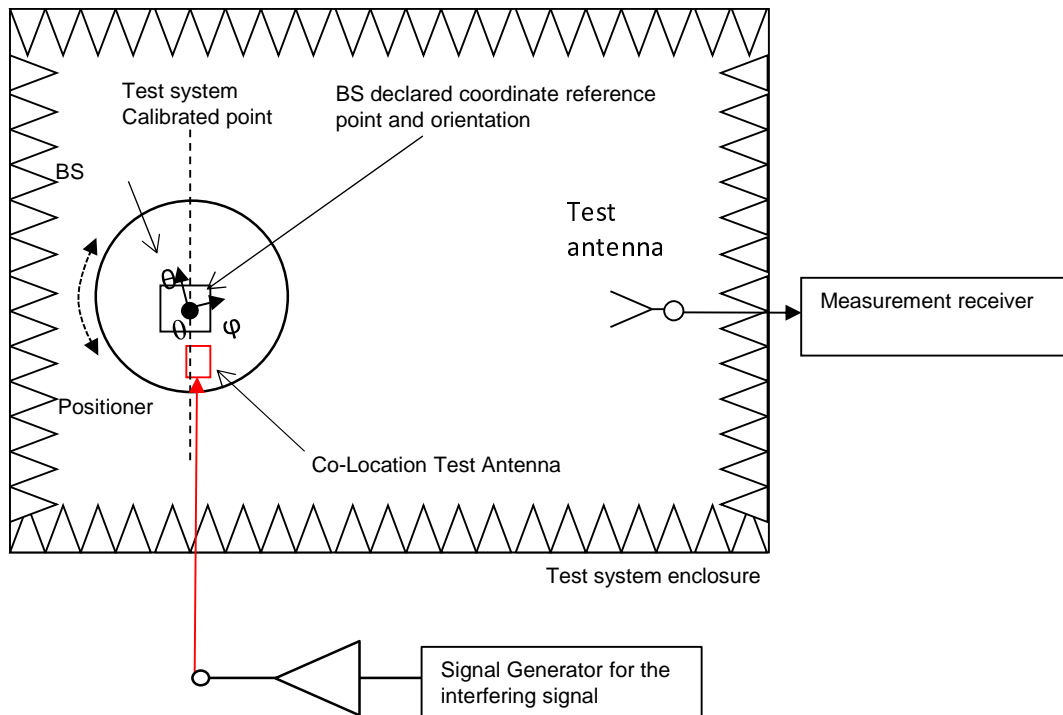 Test system
Calibrated point
BS declared coordinate reference
point and orientation
BS
Test
antenna
θ
θ
φ
Measurement receiver
Positioner
Co-Location Test Antenna
Test system enclosure
Signal Generator for the
interfering signal